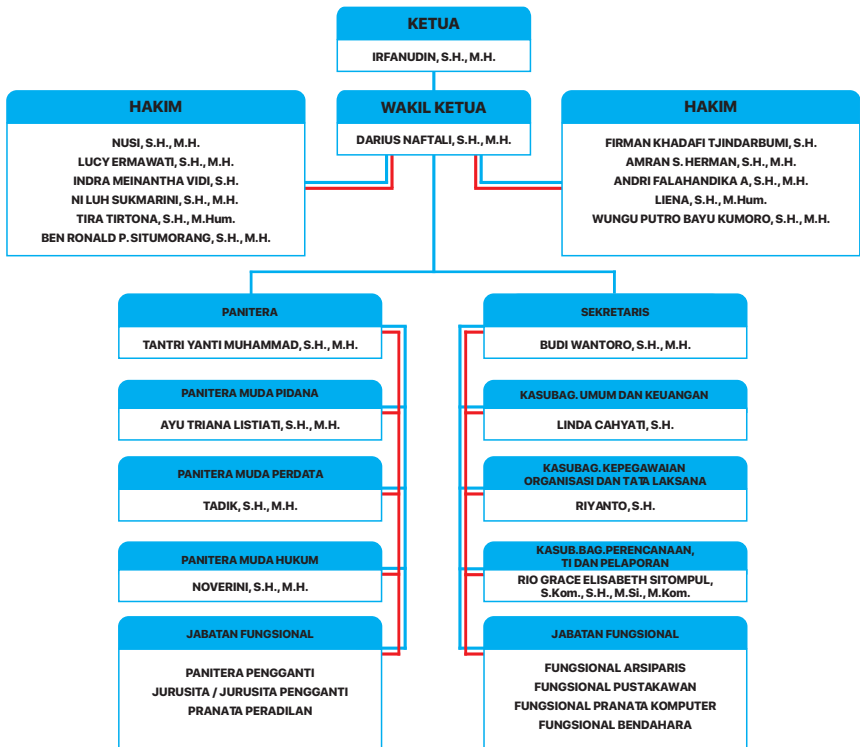 KETUA
IRFANUDIN, S.H., M.H.
HAKIM
NUSI, S.H., M.H.
LUCY ERMAWATI, S.H., M.H.
INDRA MEINANTHA VIDI, S.H.
NI LUH SUKMARINI, S.H., M.H.
TIRA TIRTONA, S.H., M.Hum.
BEN RONALD P. SITUMORANG, S.H., M.H.
WAKIL KETUA
DARIUS NAFTALI, S.H., M.H.
HAKIM
FIRMAN KHADAFI TJINDARBUMI, S.H.
AMRAN S. HERMAN, S.H., M.H.
ANDRI FALAHANDIKA A, S.H., M.H.
LIENA, S.H., M.Hum.
WUNGU PUTRO BAYU KUMORO, S.H., M.H.
PANITERA
TANTRI YANTI MUHAMMAD, S.H., M.H.
PANITERA MUDA PIDANA
AYU TRIANA LISTIATI, S.H., M.H.
PANITERA MUDA PERDATA
TADIK, S.H., M.H.
PANITERA MUDA HUKUM
NOVERINI, S.H., M.H.
JABATAN FUNGSIONAL
PANITERA PENGGANTI
JURUSITA / JURUSITA PENGGANTI
PRANATA PERADILAN
SEKRETARIS
BUDI WANTORO, S.H., M.H.
KASUBAG. UMUM DAN KEUANGAN
LINDA CAHYATI, S.H.
KASUBAG. KEPEGAWAIAN
ORGANISASI DAN TATA LAKSANA
RIYANTO, S.H.
KASUB.BAG.PERENCANAAN,
TI DAN PELAPORAN
RIO GRACE ELISABETH SITOMPUL,
S.Kom., S.H., M.Si., M.Kom.
JABATAN FUNGSIONAL
FUNGSIONAL ARSIPARIS
FUNGSIONAL PUSTAKAWAN
FUNGSIONAL PRANATA KOMPUTER
FUNGSIONAL BENDAHARA